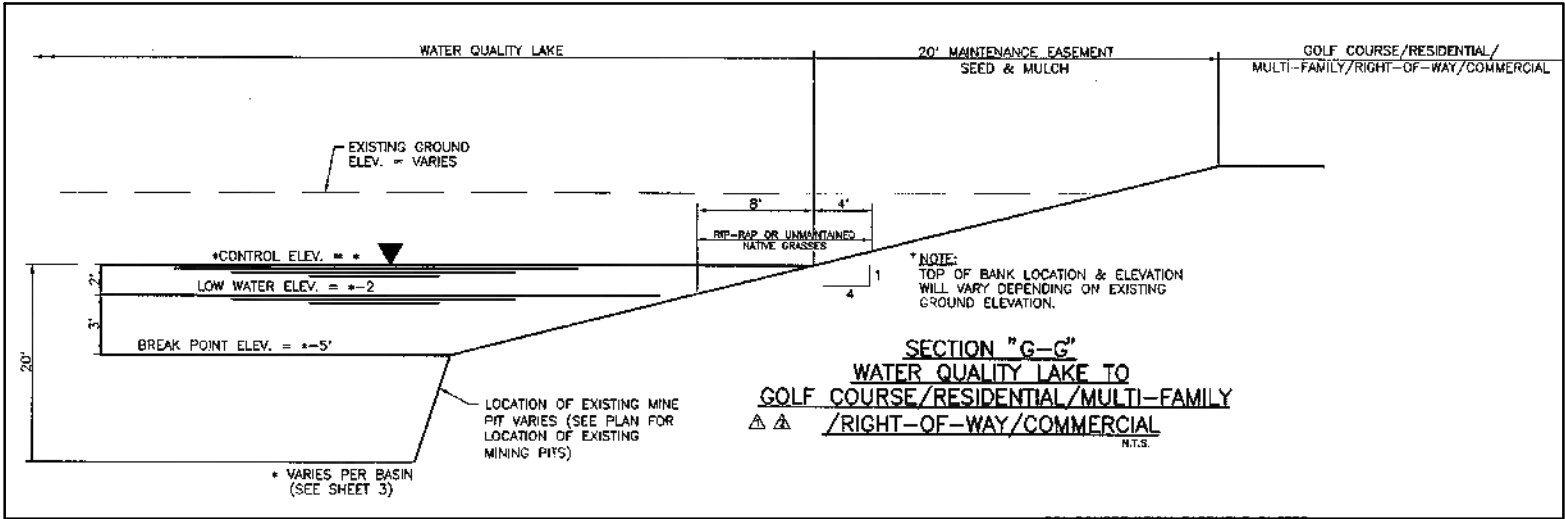 WATER QUALITY LAKE
20' MAINTENANCE EASEMENT
SEED & MULCH
GOLF COURSE/RESIDENTIAL/
MULTI-FAMILY/RIGHT-OF-WAY/COMMERCIAL
EXISTING GROUND
ELEV. = VARIES
8'
4'
RIP-RAP OR UNMAINTAINED
NATIVE GRASSES
*CONTROL ELEV. = *
2'
LOW WATER ELEV. = *-2
3'
BREAK POINT ELEV. = *-5'
20'
1
4
* NOTE:
TOP OF BANK LOCATION & ELEVATION
WILL VARY DEPENDING ON EXISTING
GROUND ELEVATION.
LOCATION OF EXISTING MINE
PIT VARIES (SEE PLAN FOR
LOCATION OF EXISTING
MINING PITS)
* VARIES PER BASIN
(SEE SHEET 3)
SECTION "G-G"
WATER QUALITY LAKE TO
GOLF COURSE/RESIDENTIAL/MULTI-FAMILY
/RIGHT-OF-WAY/COMMERCIAL
N.T.S.